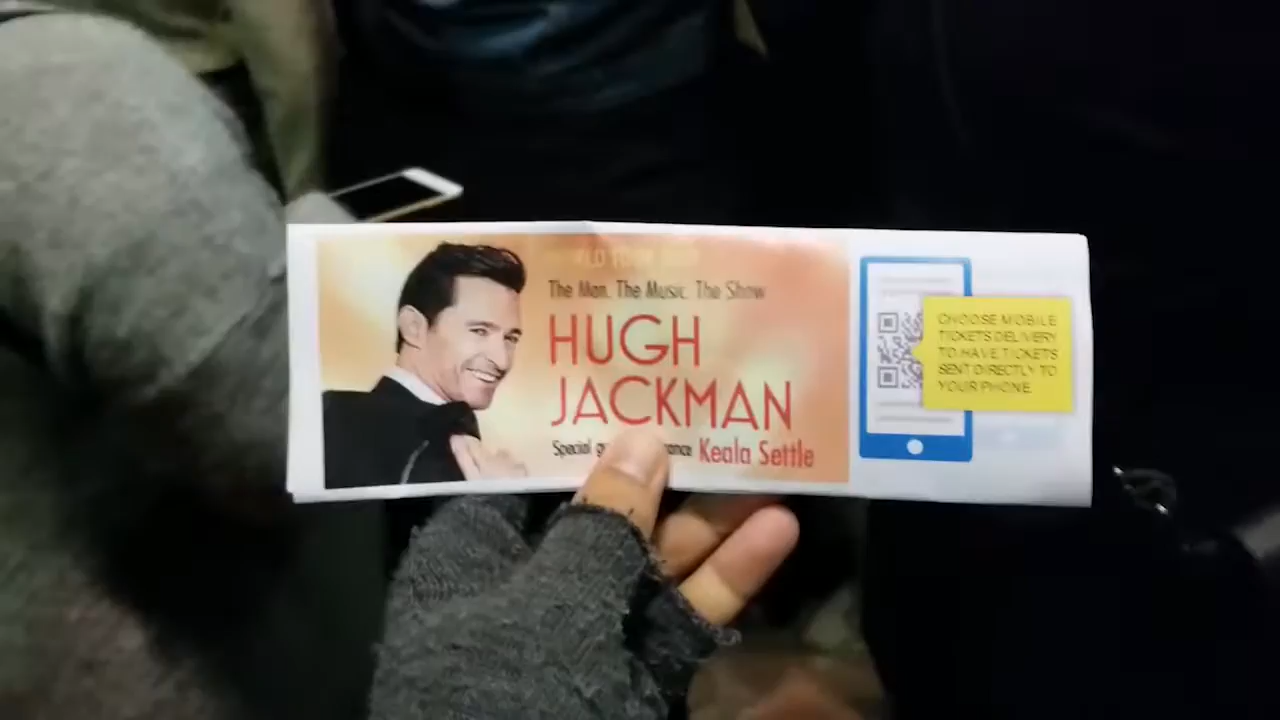 The Man. The Music. The Show
HUGH
JACKMAN
Special Keala Settle
CHOOSE MOBILE
TICKETS DELIVERY
TO HAVE TICKETS
SENT DIRECTLY TO
YOUR PHONE